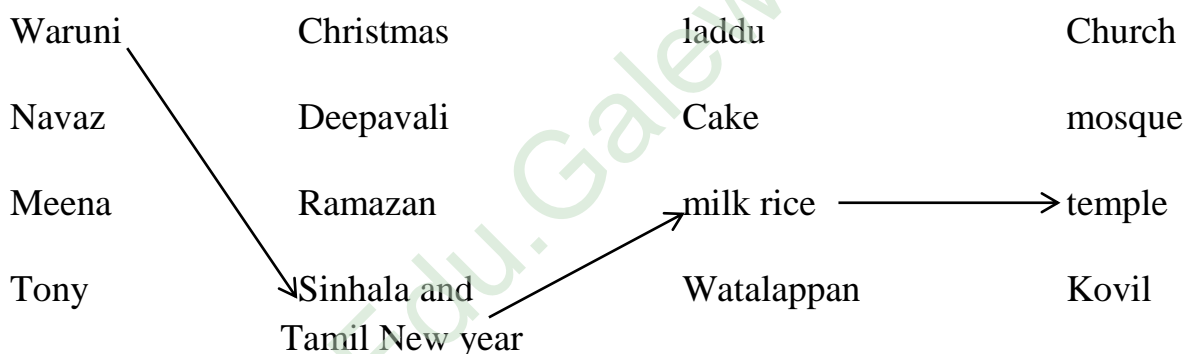 Waruni Christmas laddu Church
Navaz Deepavali Cake mosque
Meena Ramazan milk rice temple
Tony Sinhala and Watalappan Kovil
Tamil New year